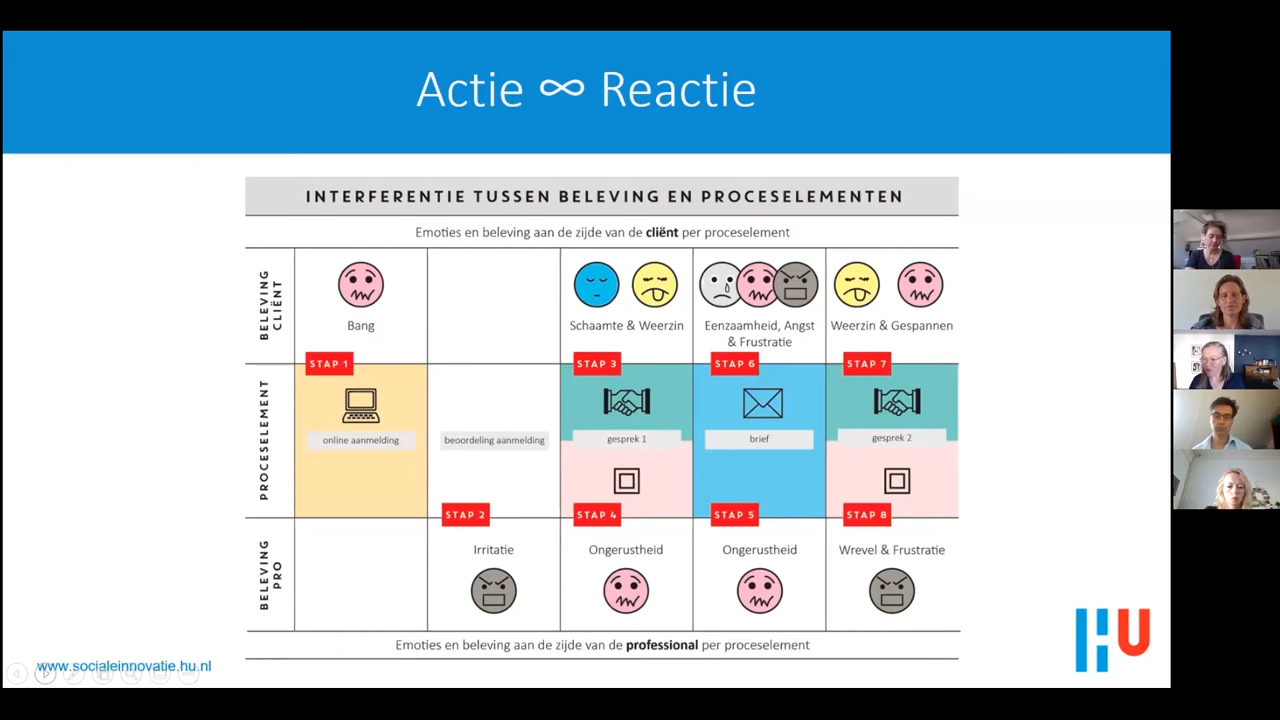 Actie ∞ Reactie
INTERFERENTIE TUSSEN BELEVING EN PROCESELEMENTEN
Emoties en beleving aan de zijde van de cliënt per proceselement
BELEVING
CLIËNT
Bang
Schaamte & Weerzin
Eenzaamheid, Angst
& Frustratie
Weerzin & Gespannen
STAP 1
STAP 3
STAP 6
STAP 7
PROCESELEMENT
online aanmelding
beoordeling aanmelding
gesprek 1
brief
gesprek 2
STAP 2
STAP 4
STAP 5
STAP 8
BELEVING
PRO
Irritatie
Ongerustheid
Ongerustheid
Wrevel & Frustratie
Emoties en beleving aan de zijde van de professional per proceselement
www.socialeinnovatie.hu.nl
HU